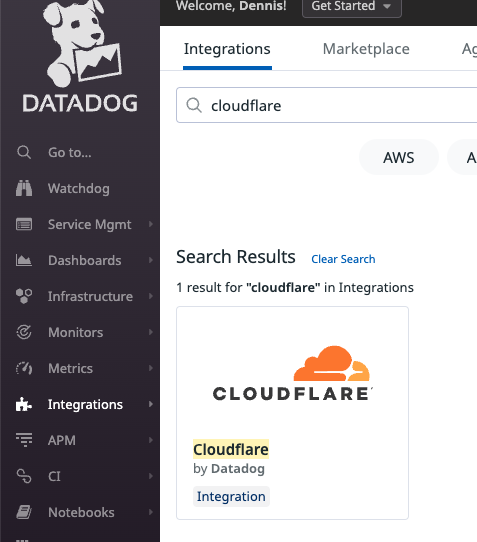 Welcome, Dennis!
Get Started
DATADOG
Go to...
Watchdog
Service Mgmt
Dashboards
Infrastructure
Monitors
Metrics
Integrations
APM
CI
Notebooks
Integrations
Marketplace
cloudflare
AWS
Search Results
Clear Search
1 result for "cloudflare" in Integrations
CLOUDFLARE
Cloudflare
by Datadog
Integration